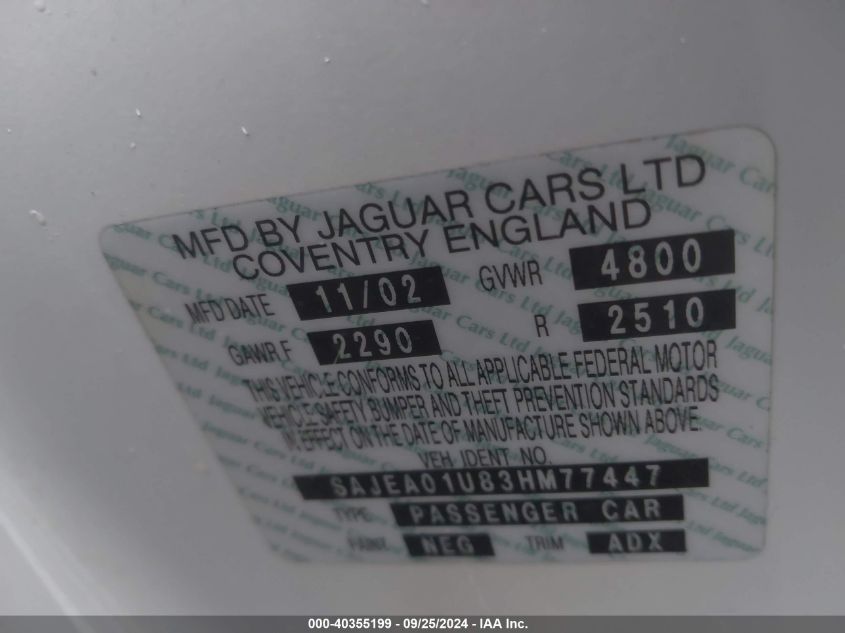 MFD BY JAGUAR CARS LTD
COVENTRY ENGLAND
MFD DATE 11/02 GVWR 4800
GAWR.F 2290 R 2510
THIS VEHICLE CONFORMS TO ALL APPLICABLE FEDERAL MOTOR
VEHICLE SAFETY BUMPER AND THEFT PREVENTION STANDARDS
IN EFFECT ON THE DATE OF MANUFACTURE SHOWN ABOVE.
VEH. IDENT NO.
SAJEA01U83HM77447
TYPE: PASSENGER CAR
PAINT: NEG TRIM ADX
000-40355199 - 09/25/2024 - IAA Inc.